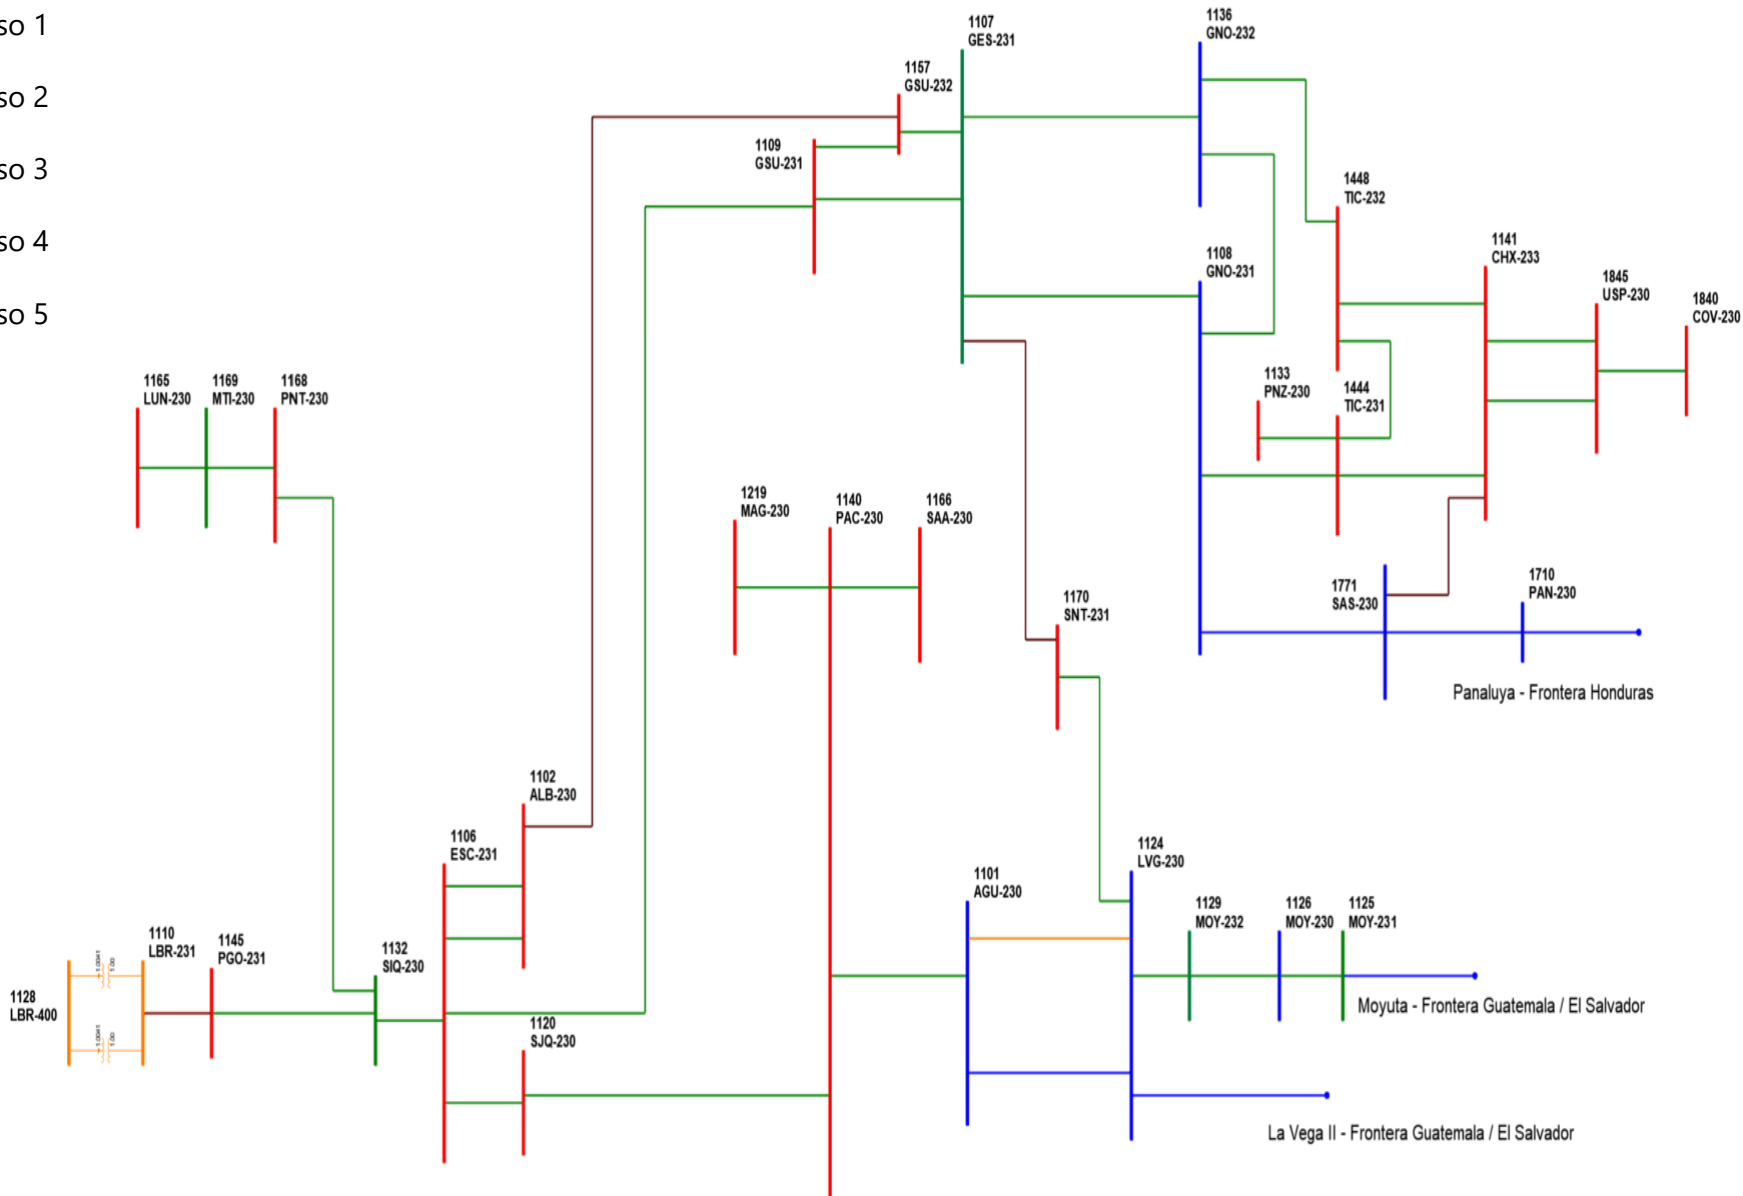 so 1
so 2
so 3
so 4
so 5
1107
GES-231
1136
GNO-232
1157
GSU-232
1109
GSU-231
1448
TIC-232
1141
CHX-233
1108
GNO-231
1845
USP-230
1840
COV-230
1165
LUN-230
1169
MTI-230
1168
PNT-230
1133
PNZ-230
1444
TIC-231
1219
MAG-230
1140
PAC-230
1166
SAA-230
1170
SNT-231
1771
SAS-230
1710
PAN-230
Panaluya - Frontera Honduras
1102
ALB-230
1106
ESC-231
1124
LVG-230
1101
AGU-230
1129
MOY-232
1126
MOY-230
1125
MOY-231
1110
LBR-231
1145
PGO-231
1132
SIQ-230
1128
LBR-400
1120
SJQ-230
Moyuta - Frontera Guatemala / El Salvador
La Vega II - Frontera Guatemala / El Salvador